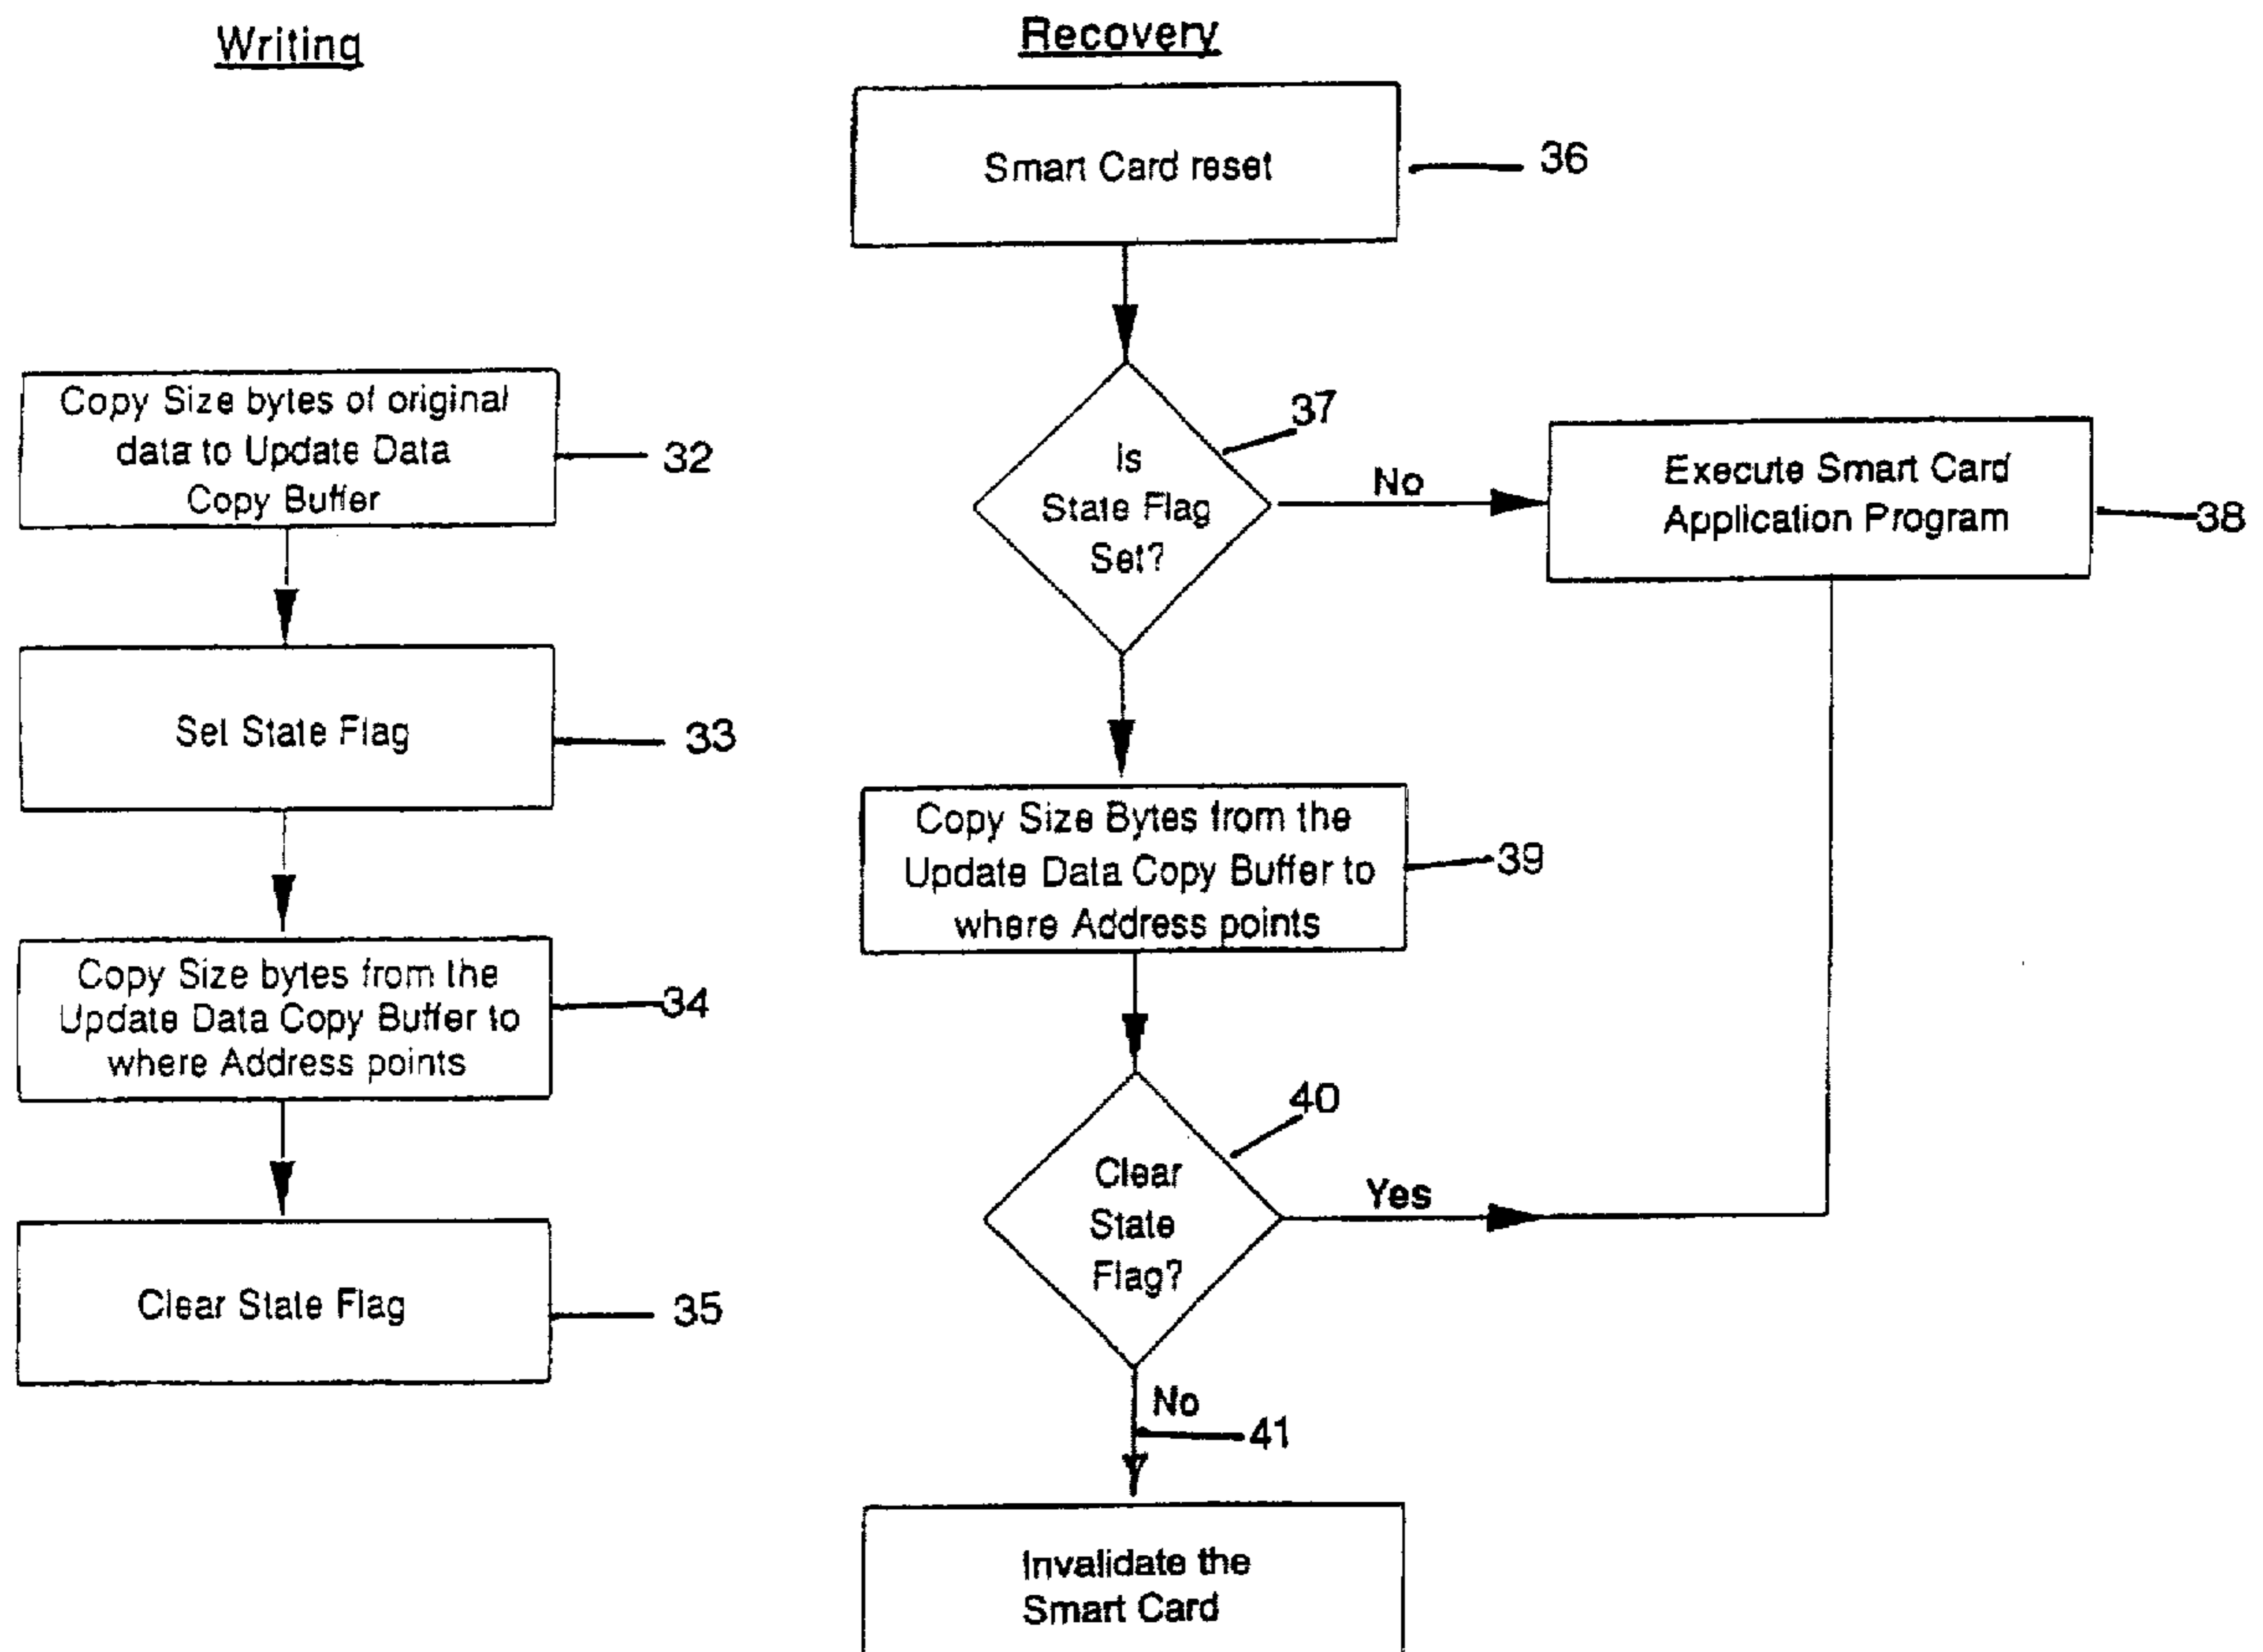 Writing
Copy Size bytes of original
data to Update Data
Copy Buffer
32
Set State Flag
33
Copy Size bytes from the
Update Data Copy Buffer to
where Address points
34
Clear State Flag
35
Recovery
Smart Card reset
36
Is
State Flag
Set?
37
No
Execute Smart Card
Application Program
38
Copy Size Bytes from the
Update Data Copy Buffer to
where Address points
39
Clear
State
Flag?
40
Yes
No
41
Invalidate the
Smart Card